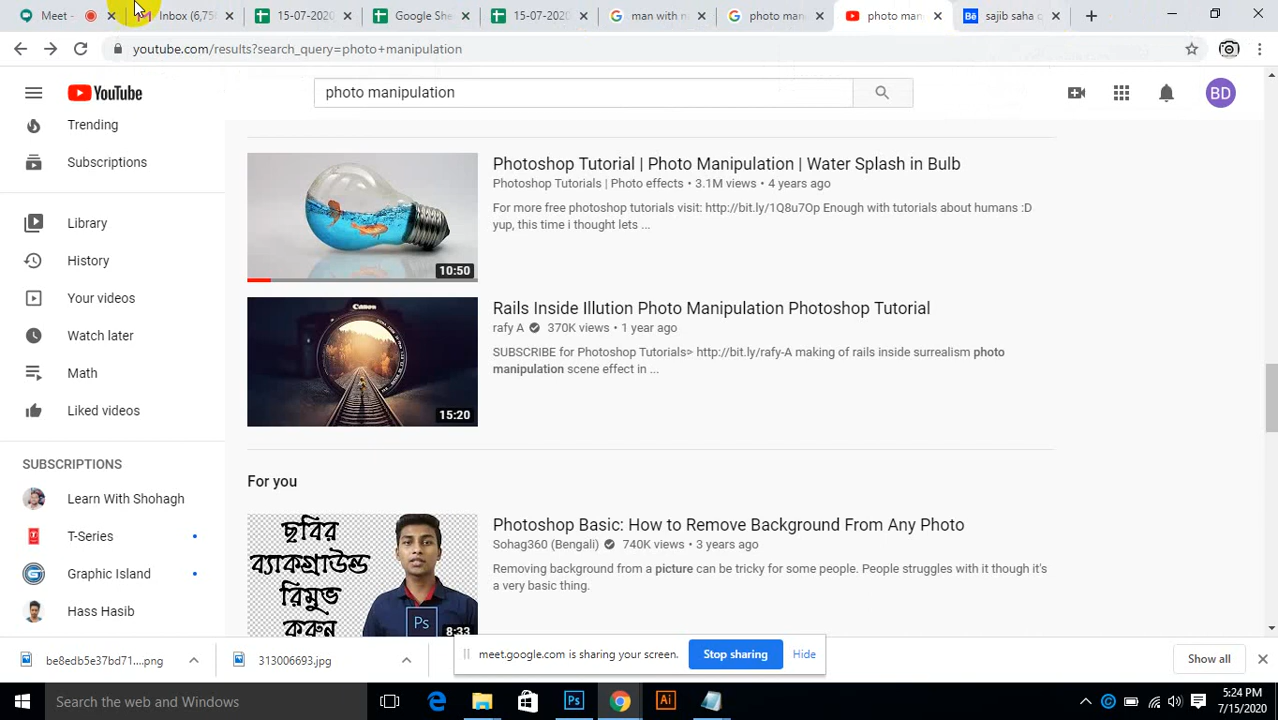 Meet -
Inbox (6,75
15-07-2020
Google She
15-07-2020
man with n
photo man
photo man
sajib saha o
youtube.com/results?search_query=photo+manipulation
YouTube
photo manipulation
BD
Trending
Subscriptions
Library
History
Your videos
Watch later
Math
Liked videos
SUBSCRIPTIONS
Learn With Shohagh
T-Series
Graphic Island
Hass Hasib
Photoshop Tutorial | Photo Manipulation | Water Splash in Bulb
Photoshop Tutorials | Photo effects • 3.1M views • 4 years ago
For more free photoshop tutorials visit: http://bit.ly/1Q8u7Op Enough with tutorials about humans :D
yup, this time i thought lets ...
10:50
Canon
Rails Inside Illution Photo Manipulation Photoshop Tutorial
rafy A 370K views • 1 year ago
SUBSCRIBE for Photoshop Tutorials> http://bit.ly/rafy-A making of rails inside surrealism photo
manipulation scene effect in ...
15:20
For you
ছবির
ব্যাকগ্রাউন্ড
রিমুভ
করুন
Ps
8:33
Photoshop Basic: How to Remove Background From Any Photo
Sohag360 (Bengali) 740K views • 3 years ago
Removing background from a picture can be tricky for some people. People struggles with it though it's
a very basic thing.
be8edb5e37bd71....png
313006693.jpg
meet.google.com is sharing your screen.
Stop sharing
Hide
Show all
Search the web and Windows
Ps
Ai
5:24 PM
7/15/2020